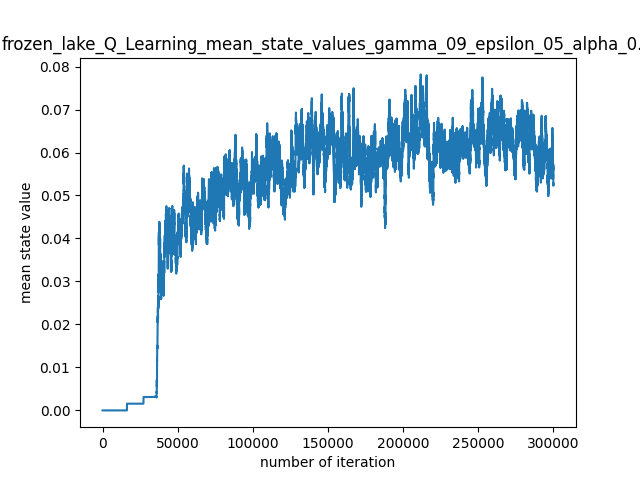 frozen_lake_Q_Learning_mean_state_values_gamma_09_epsilon_05_alpha_0.
0.08
0.07
0.06
0.05
0.04
0.03
0.02
0.01
0.00
mean state value
0 50000 100000 150000 200000 250000 300000
number of iteration